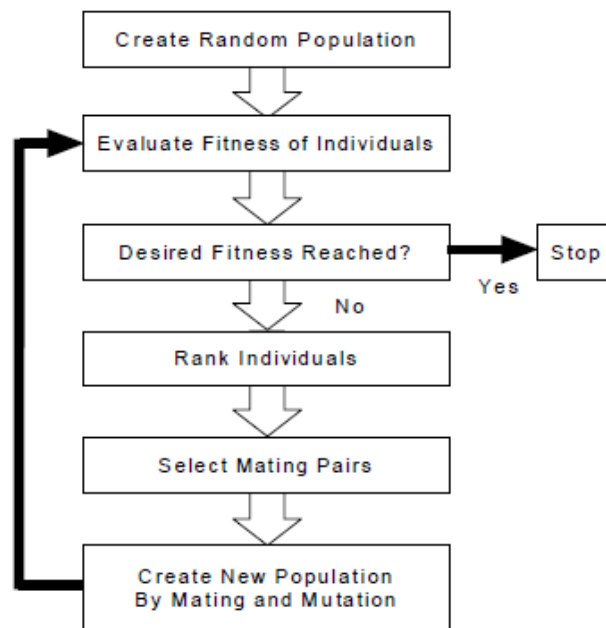 Create Random Population
Evaluate Fitness of Individuals
Desired Fitness Reached?
Stop
Yes
No
Rank Individuals
Select Mating Pairs
Create New Population
By Mating and Mutation